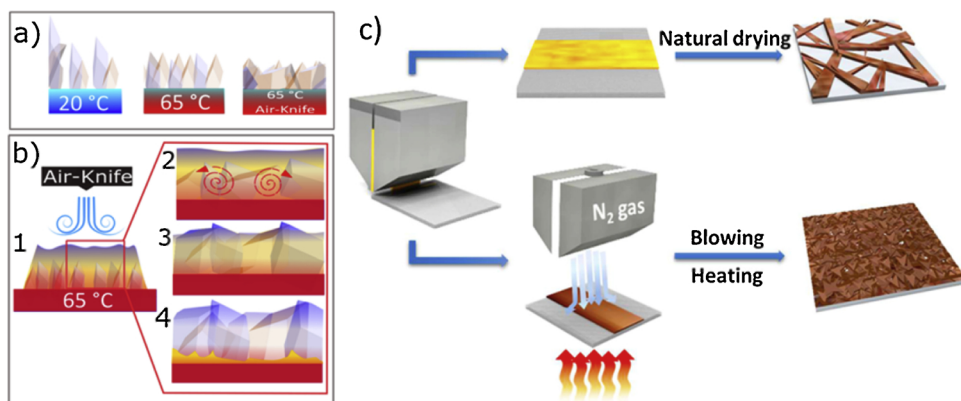 a)
20 °C
65 °C
65 °C
Air-Knife
b)
Air-Knife
1
65 °C
2
3
4
c)
Natural drying
N2 gas
Blowing
Heating